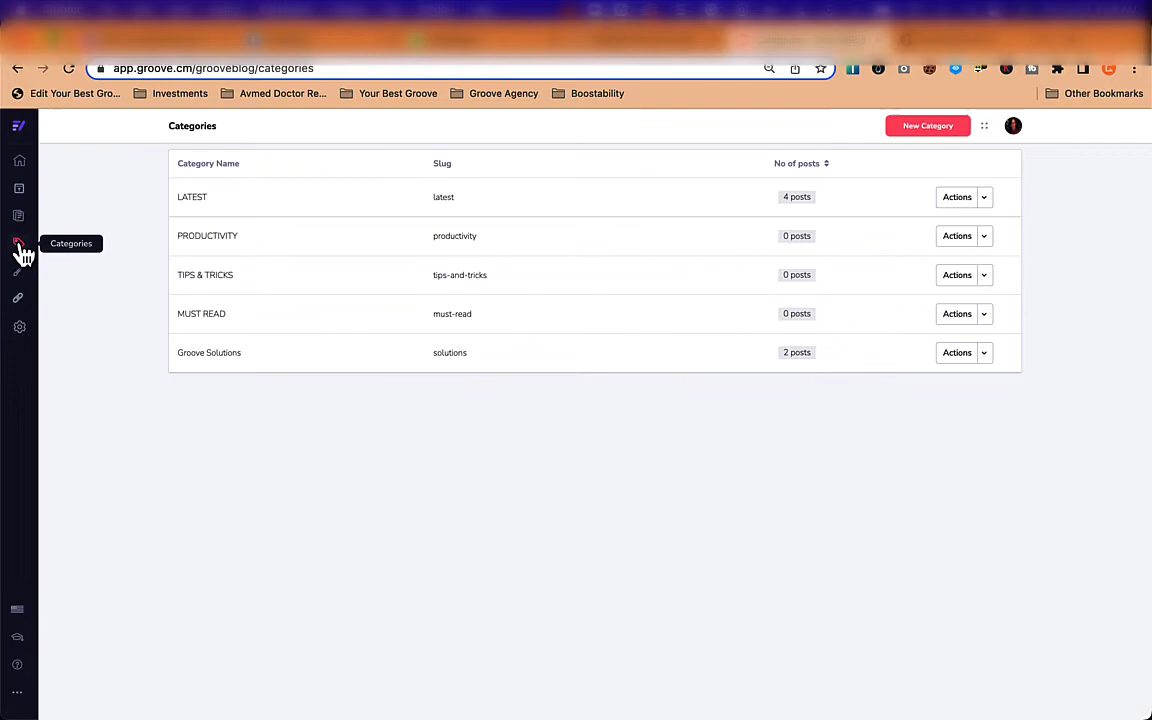 app.groove.cm/grooveblog/categories
Edit Your Best Gro... Investments Avmed Doctor Re... Your Best Groove Groove Agency Boostability Other Bookmarks
Categories New Category
Category Name Slug No of posts
LATEST latest 4 posts Actions
PRODUCTIVITY productivity 0 posts Actions
Categories
TIPS & TRICKS tips-and-tricks 0 posts Actions
MUST READ must-read 0 posts Actions
Groove Solutions solutions 2 posts Actions